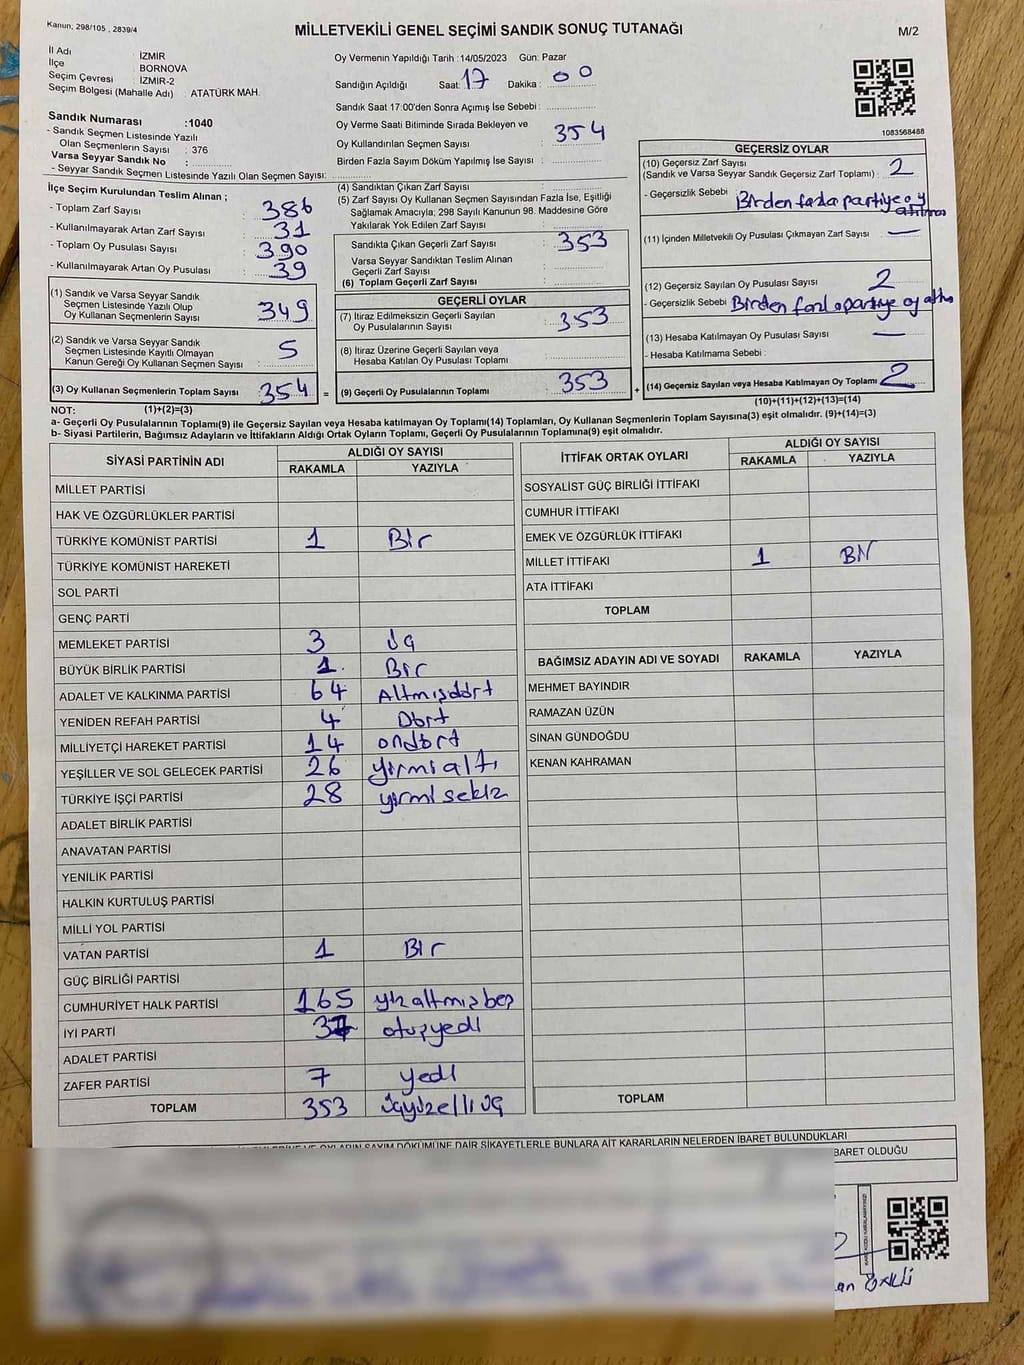 Kanun; 298/105 , 2839/4
MİLLETVEKİLİ GENEL SEÇİMİ SANDIK SONUÇ TUTANAĞI
M/2
İl Adı : İZMİR
İlçe : BORNOVA
Seçim Çevresi : İZMİR-2
Seçim Bölgesi (Mahalle Adı) : ATATÜRK MAH.
Oy Vermenin Yapıldığı Tarih :14/05/2023 Gün: Pazar
Sandığın Açıldığı Saat: 17 Dakika : 00
Sandık Saat 17:00'den Sonra Açımış İse Sebebi :
Sandık Numarası :1040
- Sandık Seçmen Listesinde Yazılı
Olan Seçmenlerin Sayısı : 376
Varsa Seyyar Sandık No :
- Seyyar Sandık Seçmen Listesinde Yazılı Olan Seçmen Sayısı:
Oy Verme Saati Bitiminde Sırada Bekleyen ve
Oy Kullandırılan Seçmen Sayısı : 354
Birden Fazla Sayım Döküm Yapılmış İse Sayısı :
1083568488
İlçe Seçim Kurulundan Teslim Alınan ;
- Toplam Zarf Sayısı : 386
- Kullanılmayarak Artan Zarf Sayısı : 31
- Toplam Oy Pusulası Sayısı : 390
- Kullanılmayarak Artan Oy Pusulası : 39
(1) Sandık ve Varsa Seyyar Sandık
Seçmen Listesinde Yazılı Olup
Oy Kullanan Seçmenlerin Sayısı : 349
(2) Sandık ve Varsa Seyyar Sandık
Seçmen Listesinde Kayıtlı Olmayan
Kanun Gereği Oy Kullanan Seçmen Sayısı : 5
(3) Oy Kullanan Seçmenlerin Toplam Sayısı : 354 =
(1)+(2)=(3)
(4) Sandıktan Çıkan Zarf Sayısı :
(5) Zarf Sayısı Oy Kullanan Seçmen Sayısından Fazla İse, Eşitliği
Sağlamak Amacıyla; 298 Sayılı Kanunun 98. Maddesine Göre
Yakılarak Yok Edilen Zarf Sayısı :
Sandıkta Çıkan Geçerli Zarf Sayısı : 353
Varsa Seyyar Sandıktan Teslim Alınan
Geçerli Zarf Sayısı :
(6) Toplam Geçerli Zarf Sayısı :
GEÇERLİ OYLAR
(7) İtiraz Edilmeksizin Geçerli Sayılan
Oy Pusulalarının Sayısı : 353
(8) İtiraz Üzerine Geçerli Sayılan veya
Hesaba Katılan Oy Pusulası Toplamı :
(9) Geçerli Oy Pusulalarının Toplamı : 353 +
GEÇERSİZ OYLAR
(10) Geçersiz Zarf Sayısı
(Sandık ve Varsa Seyyar Sandık Geçersiz Zarf Toplamı) : 2
- Geçersizlik Sebebi : Birden fazla partiye oy
atılması
(11) İçinden Milletvekili Oy Pusulası Çıkmayan Zarf Sayısı : —
(12) Geçersiz Sayılan Oy Pusulası Sayısı : 2
- Geçersizlik Sebebi : Birden fazla partiye oy
(13) Hesaba Katılmayan Oy Pusulası Sayısı : —
- Hesaba Katılmama Sebebi :
(14) Geçersiz Sayılan veya Hesaba Katılmayan Oy Toplamı : 2
(10)+(11)+(12)+(13)=(14)
NOT:
a- Geçerli Oy Pusulalarının Toplamı(9) ile Geçersiz Sayılan veya Hesaba katılmayan Oy Toplamı(14) Toplamları, Oy Kullanan Seçmenlerin Toplam Sayısına(3) eşit olmalıdır. (9)+(14)=(3)
b- Siyasi Partilerin, Bağımsız Adayların ve İttifakların Aldığı Ortak Oyların Toplamı, Geçerli Oy Pusulalarının Toplamına(9) eşit olmalıdır.
SİYASİ PARTİNİN ADI ALDIĞI OY SAYISI
RAKAMLA YAZIYLA
MİLLET PARTİSİ
HAK VE ÖZGÜRLÜKLER PARTİSİ
TÜRKİYE KOMÜNİST PARTİSİ 1 Bir
TÜRKİYE KOMÜNİST HAREKETİ
SOL PARTİ
GENÇ PARTİ
MEMLEKET PARTİSİ 3 üç
BÜYÜK BİRLİK PARTİSİ 1 Bir
ADALET VE KALKINMA PARTİSİ 64 Altmışdört
YENİDEN REFAH PARTİSİ 4 Dört
MİLLİYETÇİ HAREKET PARTİSİ 14 ondört
YEŞİLLER VE SOL GELECEK PARTİSİ 26 yirmialtı
TÜRKİYE İŞÇİ PARTİSİ 28 yirmi sekiz
ADALET BİRLİK PARTİSİ
ANAVATAN PARTİSİ
YENİLİK PARTİSİ
HALKIN KURTULUŞ PARTİSİ
MİLLİ YOL PARTİSİ
VATAN PARTİSİ 1 Bir
GÜÇ BİRLİĞİ PARTİSİ
CUMHURİYET HALK PARTİSİ 165 yüzaltmışbeş
İYİ PARTİ 37 otuzyedi
ADALET PARTİSİ
ZAFER PARTİSİ 7 yedi
TOPLAM 353 üçyüzelliüç
İTTİFAK ORTAK OYLARI ALDIĞI OY SAYISI
RAKAMLA YAZIYLA
SOSYALİST GÜÇ BİRLİĞİ İTTİFAKI
CUMHUR İTTİFAKI
EMEK VE ÖZGÜRLÜK İTTİFAKI
MİLLET İTTİFAKI 1 Bir
ATA İTTİFAKI
TOPLAM
BAĞIMSIZ ADAYIN ADI VE SOYADI RAKAMLA YAZIYLA
MEHMET BAYINDIR
RAMAZAN ÜZÜN
SİNAN GÜNDOĞDU
KENAN KAHRAMAN
TOPLAM
OYLARIN SAYIM DÖKÜMÜNE DAİR ŞİKAYETLERLE BUNLARA AİT KARARLARIN NELERDEN İBARET BULUNDUKLARI
BARET OLDUĞU